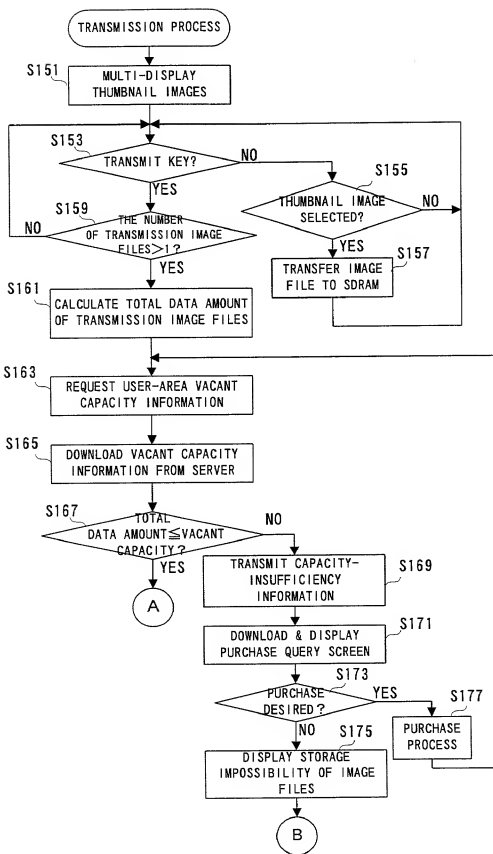 TRANSMISSION PROCESS
S151
MULTI-DISPLAY
THUMBNAIL IMAGES
S153
TRANSMIT KEY?
NO
YES
S155
THUMBNAIL IMAGE
SELECTED?
NO
YES
S157
TRANSFER IMAGE
FILE TO SDRAM
S159
NO
THE NUMBER
OF TRANSMISSION IMAGE
FILES>1?
YES
S161
CALCULATE TOTAL DATA AMOUNT
OF TRANSMISSION IMAGE FILES
S163
REQUEST USER-AREA VACANT
CAPACITY INFORMATION
S165
DOWNLOAD VACANT CAPACITY
INFORMATION FROM SERVER
S167
TOTAL
DATA AMOUNT≦VACANT
CAPACITY?
NO
YES
A
S169
TRANSMIT CAPACITY-
INSUFFICIENCY
INFORMATION
S171
DOWNLOAD & DISPLAY
PURCHASE QUERY SCREEN
S173
PURCHASE
DESIRED?
YES
NO
S177
PURCHASE
PROCESS
S175
DISPLAY STORAGE
IMPOSSIBILITY OF IMAGE
FILES
B